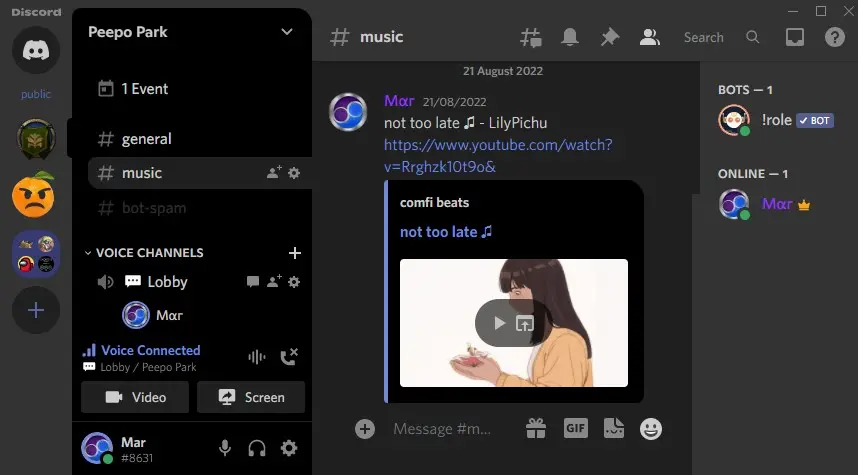 Discord
public
Peepo Park
1 Event
general
music
bot-spam
VOICE CHANNELS
Lobby
Mαr
Voice Connected
Lobby / Peepo Park
Video
Screen
Mar
#8631
music
Search
21 August 2022
Mαr 21/08/2022
not too late ♫ - LilyPichu
https://www.youtube.com/watch?
v=Rrghzk10t9o&
comfi beats
not too late ♫
Message #m...
GIF
BOTS — 1
!role ✓ BOT
ONLINE — 1
Mαr